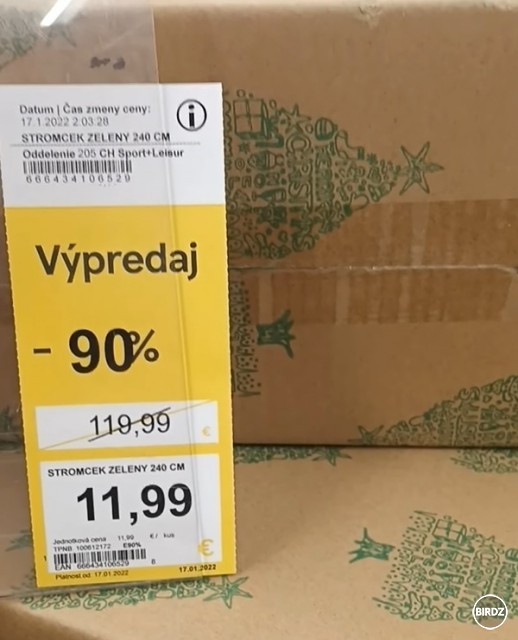 Datum | Čas zmeny ceny:
17.1.2022 2:03:28
STROMCEK ZELENY 240 CM
Oddelenie 205 CH Sport+Leisur
666434106529
Výpredaj
- 90%
119,99
€
STROMCEK ZELENY 240 CM
11,99
Jednotková cena 11,99 €/ kus
TPNB: 100612172 E90%
€
EAN 666434106529 8
Platnosť od: 17.01.2022 17.01.2022
BIRDZ